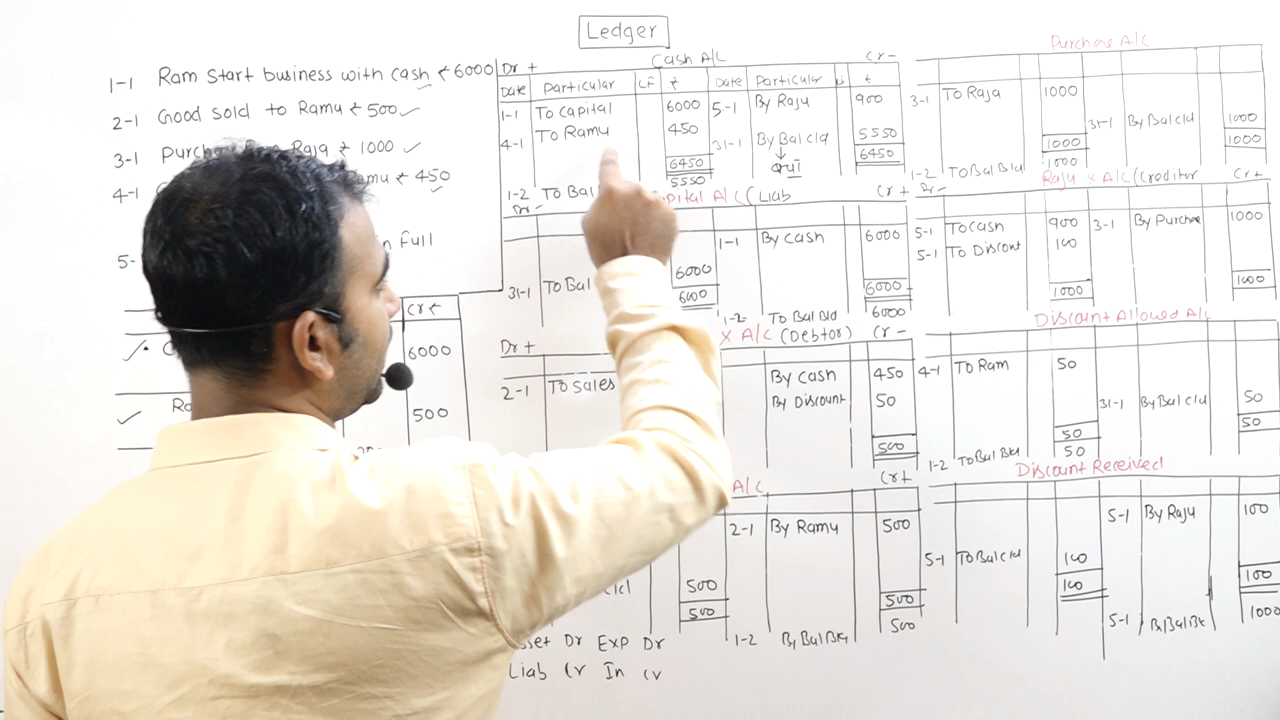 Ledger
1-1 Ram Start business with cash ₹ 6000
2-1 Good sold to Ramu ₹ 500
3-1 Purcha Raja ₹ 1000
4-1 amu ₹ 450
5- n full
cr ₹
6000
500
Cash A/C
Dr + Cr -
Date Particular LF ₹ Date Particular ₹
1-1 To capital 6000 5-1 By Raju 900
4-1 To Ramu 450 31-1 By Bal c/d 5550
6450 6450
1-2 To Bal 5550
Dr - pital A/C (Liab Cr +
1-1 By cash 6000
31-1 To Bal 6000
6000 6000
1-2- To Bal B/d 6000
Dr + x A/C (Debtor) Cr -
2-1 To sales By cash 450
By Discount 50
500
A/C Cr +
2-1 By Ramu 500
c/d 500
500 500
1-2 By Bal B/d 500
sset Dr Exp Dr
Liab Cr In Cr
Purchase A/C
3-1 To Raja 1000
31-1 By Bal c/d 1000
1000 1000
1-2 To Bal B/d 1000
Dr - Raju x A/C (Creditor Cr +
5-1 To cash 900 3-1 By Purchase 1000
5-1 To Discont 100
1000 1000
Discount Allowed A/C
4-1 To Ram 50
31-1 By Bal c/d 50
50 50
1-2 To Bal B/d 50
Discount Received
5-1 By Raju 100
5-1 To Bal c/d 100
100 100
5-1 By Bal B/d 1000